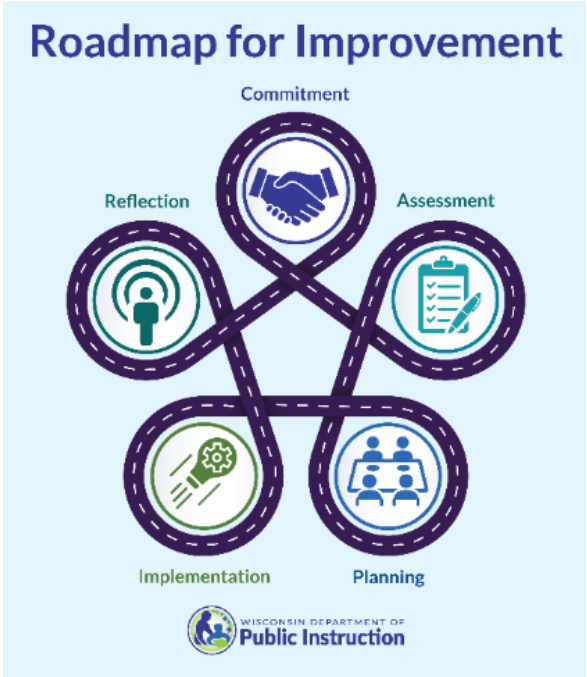 Roadmap for Improvement
Commitment
Reflection
Assessment
Implementation
Planning
WISCONSIN DEPARTMENT OF
Public Instruction